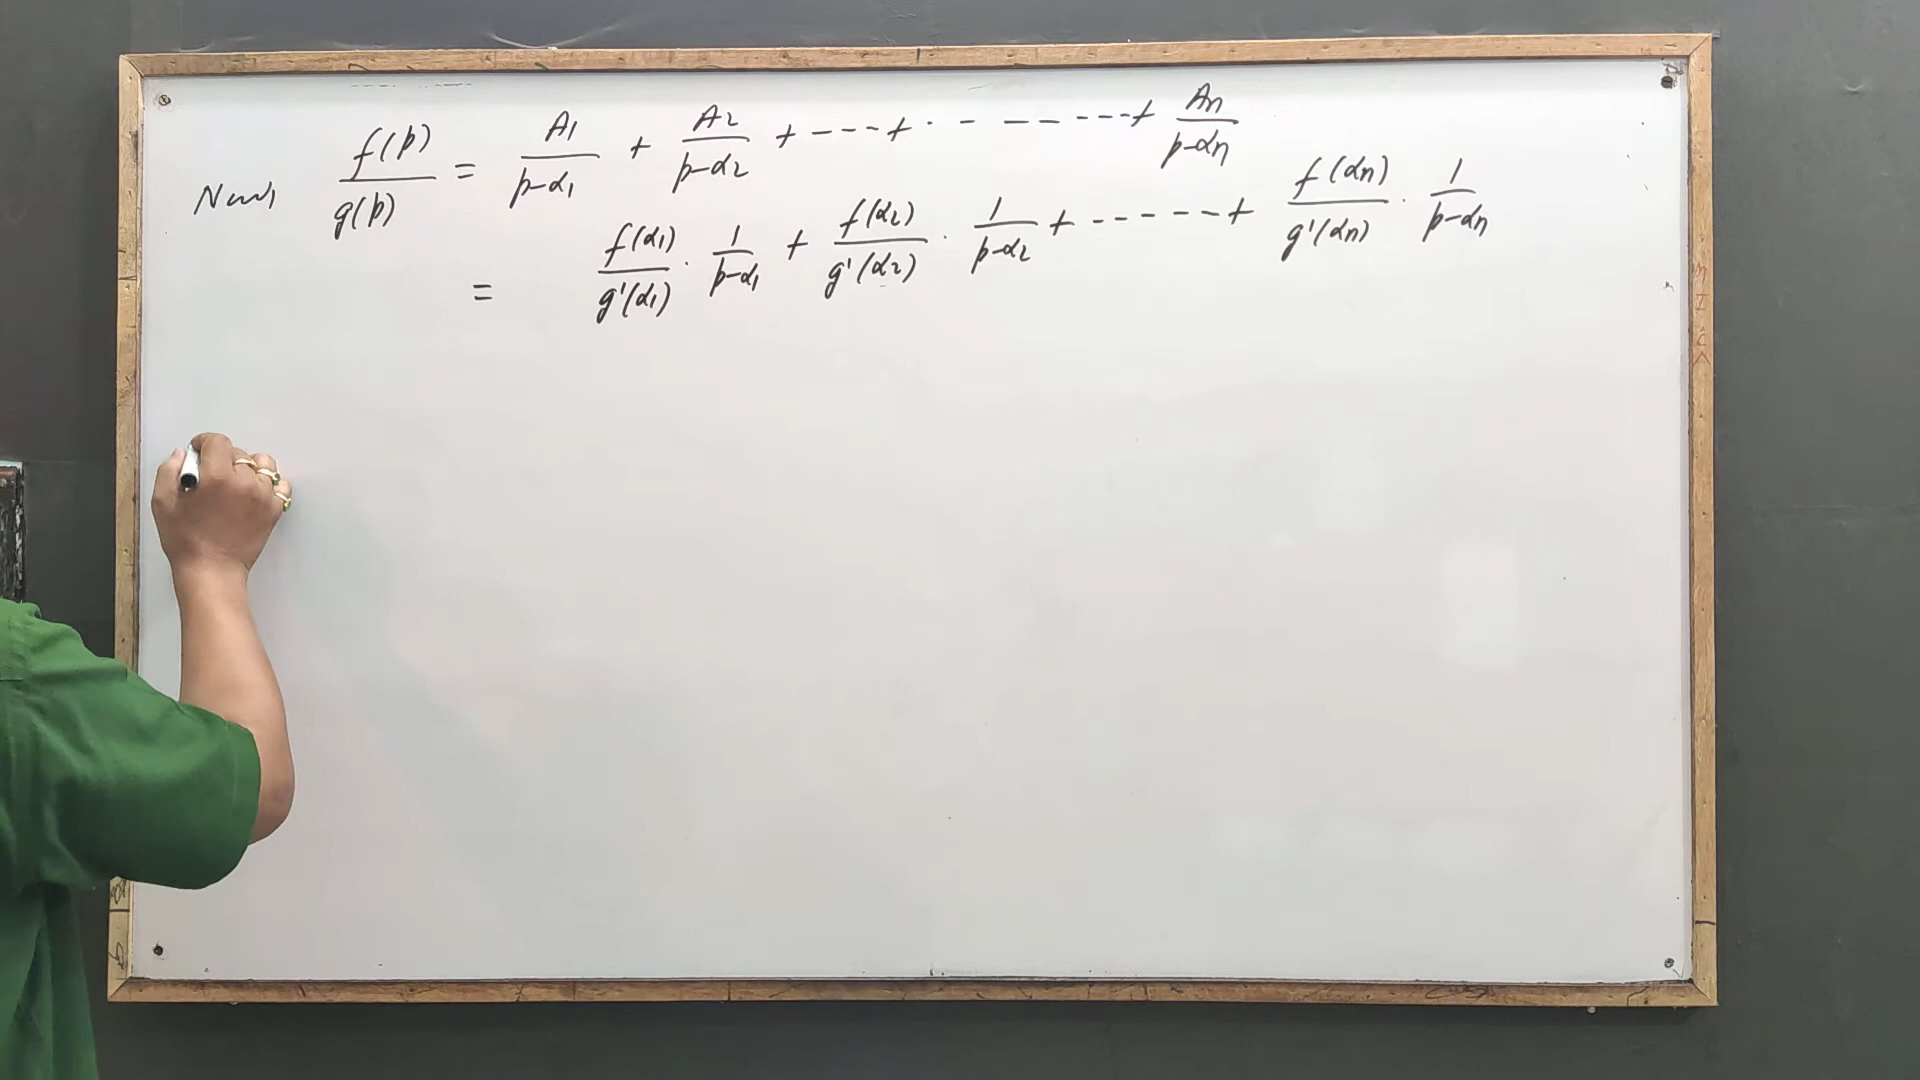 Now, f(p)/g(p) = A1/(p-α1) + A2/(p-α2) + ---+ · - -- ----+ An/(p-αn)
= f(α1)/g'(α1) · 1/(p-α1) + f(α2)/g'(α2) · 1/(p-α2) + ------+ f(αn)/g'(αn) · 1/(p-αn)